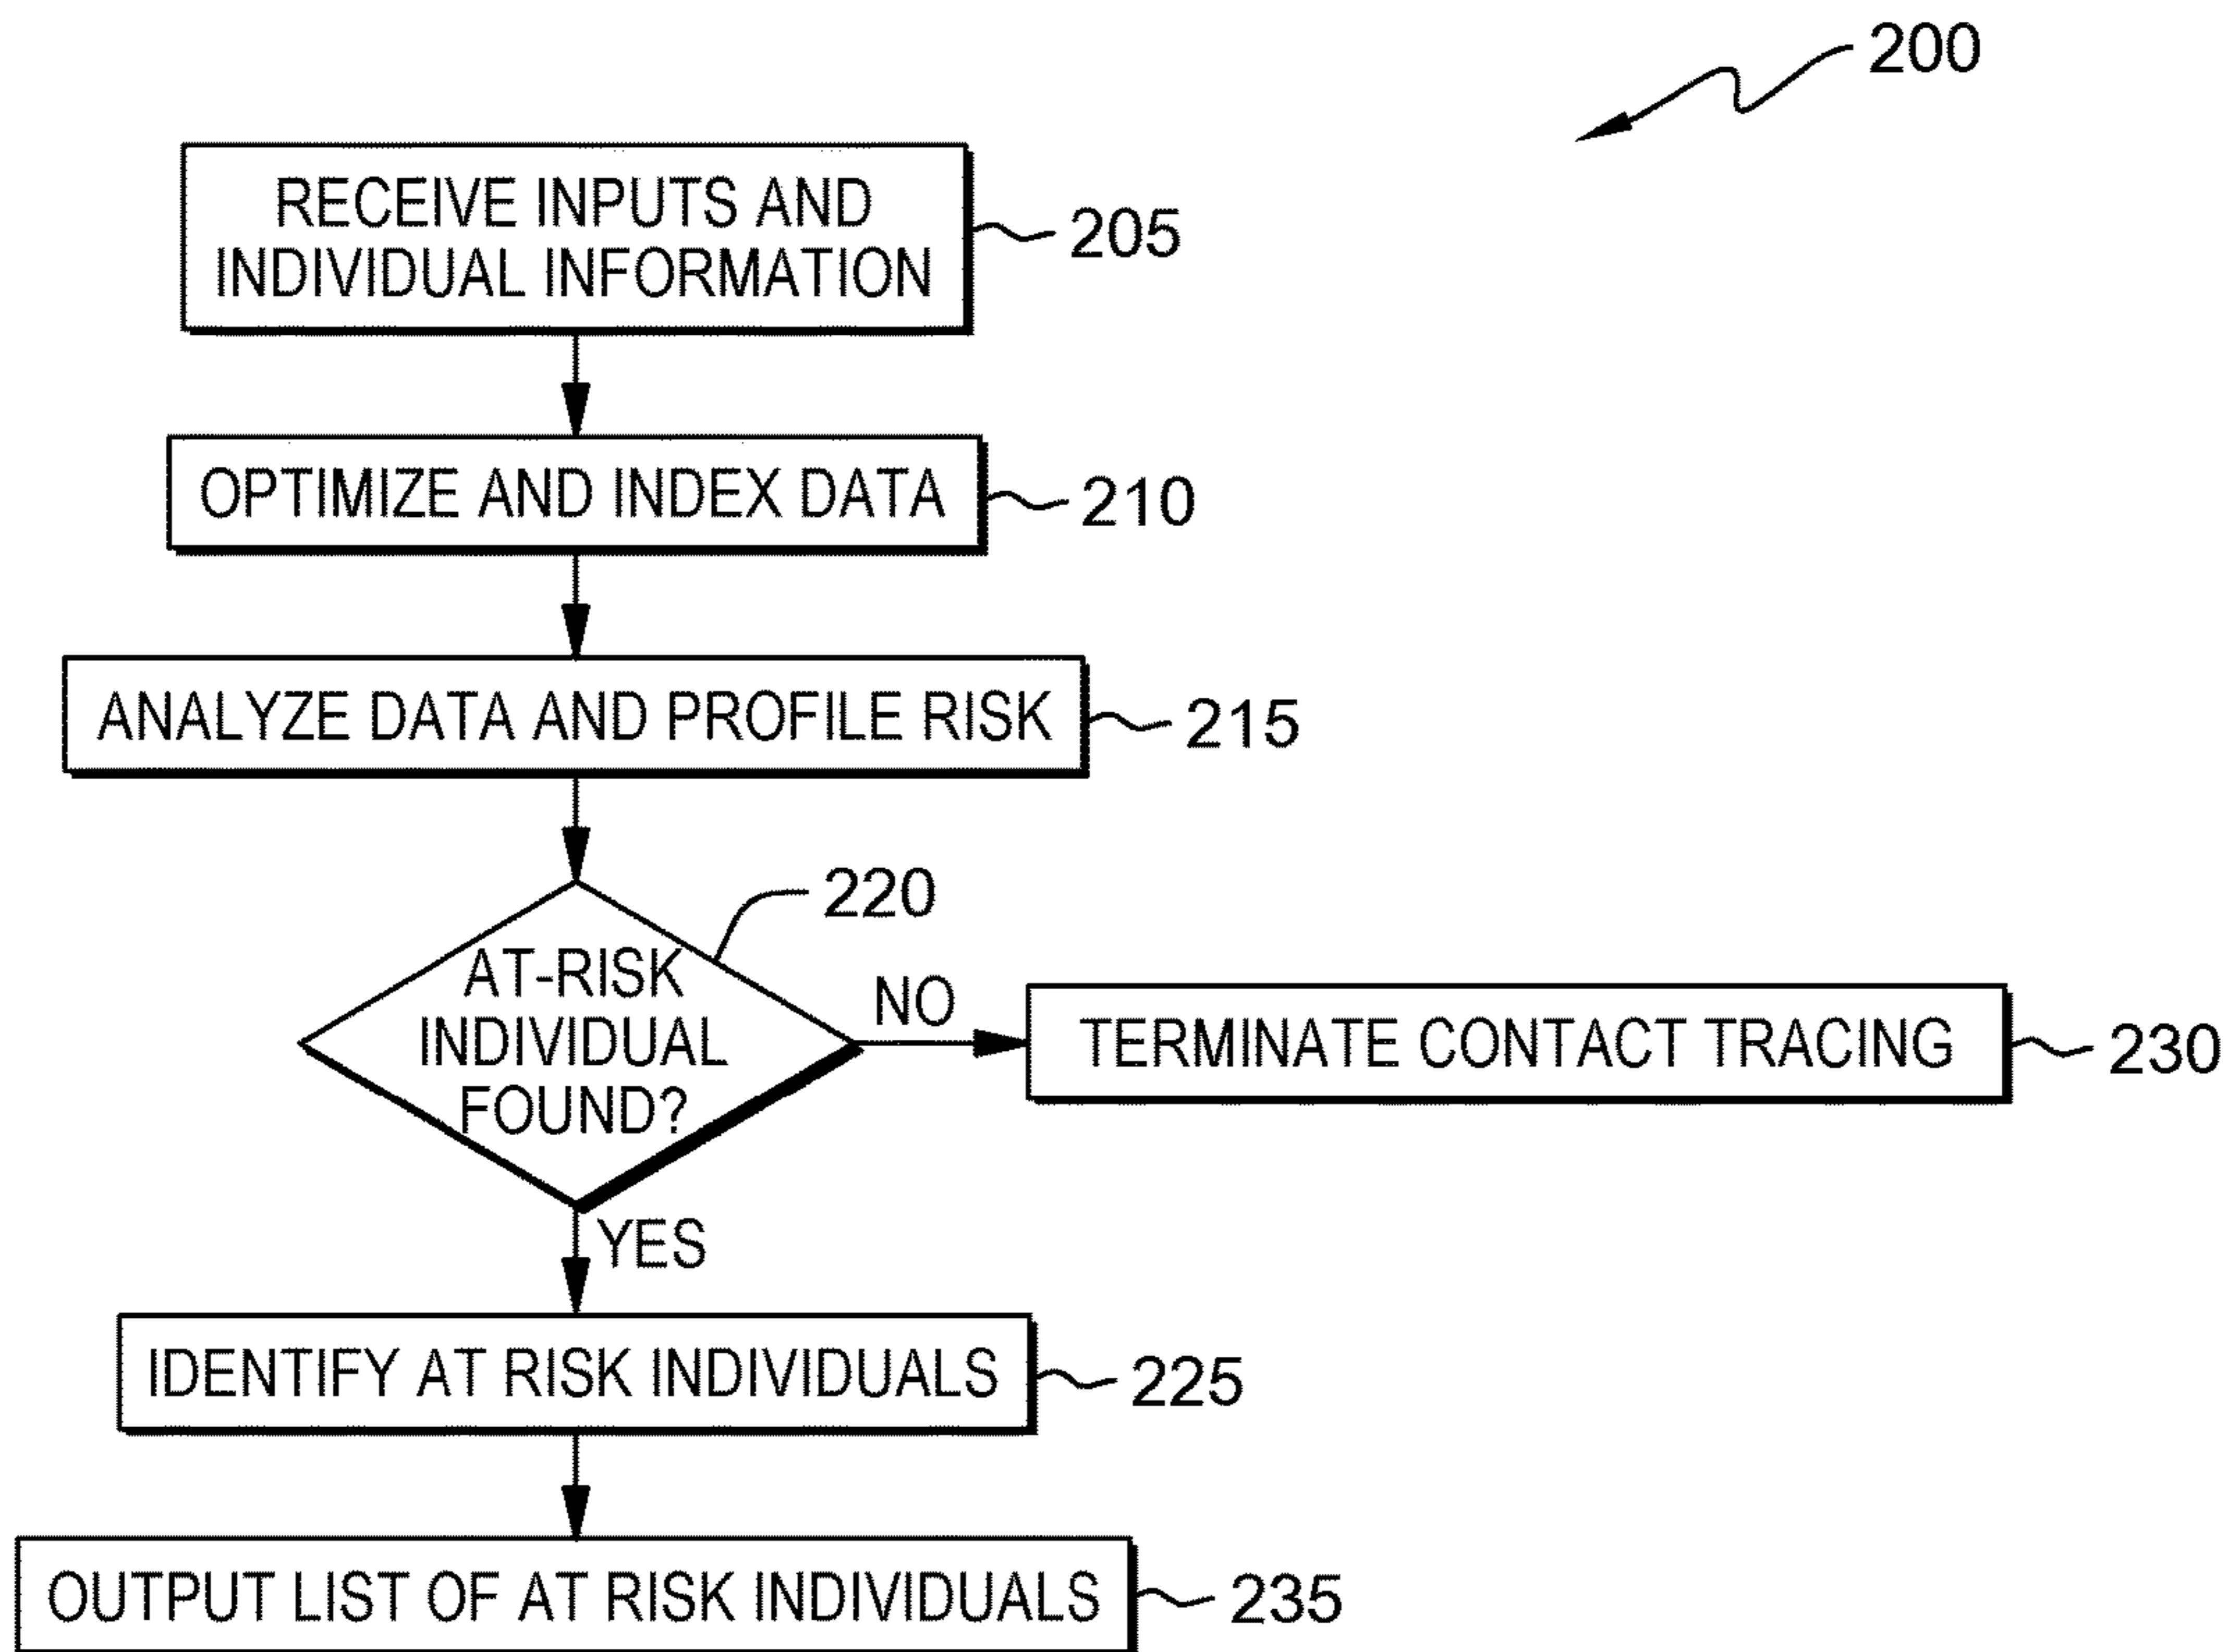 200
RECEIVE INPUTS AND
INDIVIDUAL INFORMATION
205
OPTIMIZE AND INDEX DATA
210
ANALYZE DATA AND PROFILE RISK
215
220
AT-RISK
INDIVIDUAL
FOUND?
NO
TERMINATE CONTACT TRACING
230
YES
IDENTIFY AT RISK INDIVIDUALS
225
OUTPUT LIST OF AT RISK INDIVIDUALS
235